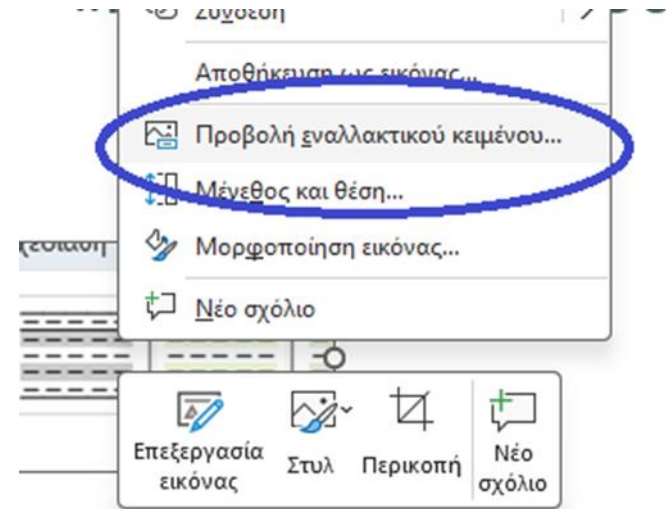 Σύνδεση
Αποθήκευση ως εικόνας...
Προβολή εναλλακτικού κειμένου...
Μέγεθος και θέση...
Μορφοποίηση εικόνας...
Νέο σχόλιο
Επεξεργασία εικόνας
Στυλ
Περικοπή
Νέο σχόλιο